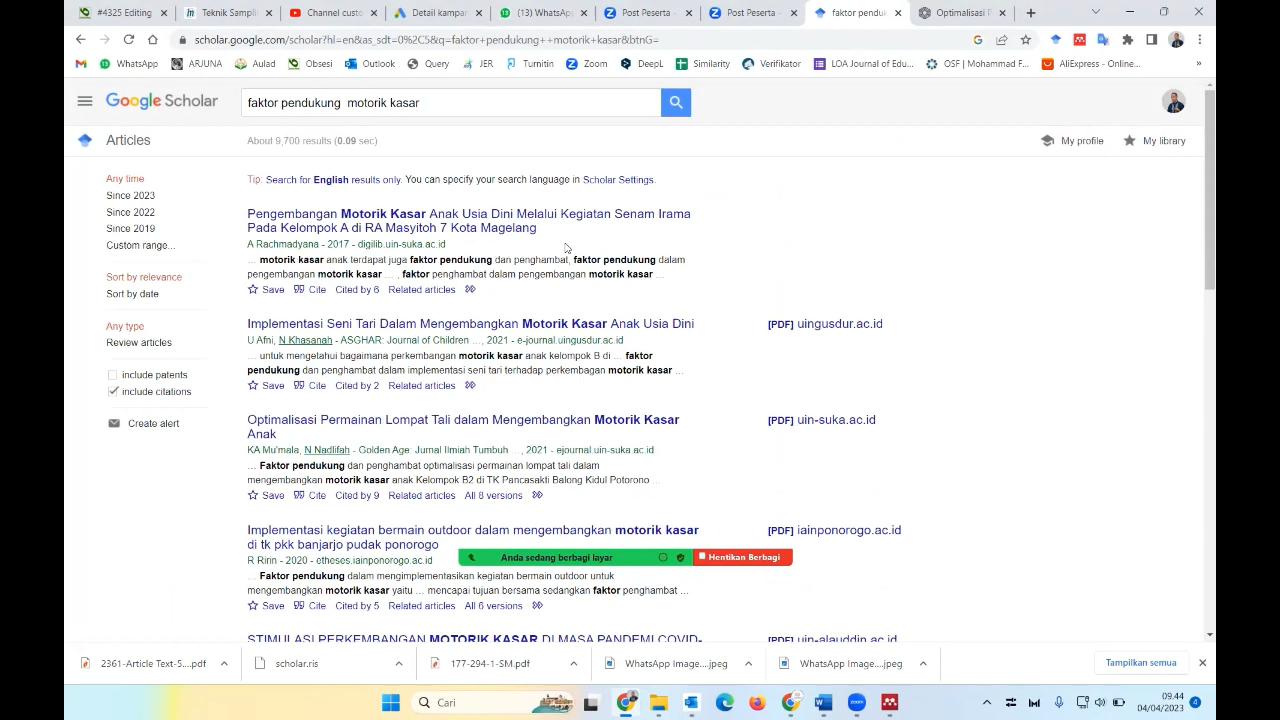 #4325 Editing
Teknik Samplin
Channel custo
Detail kampan
(13) WhatsApp
Post Peserta -
Post Peserta -
faktor penduk
Optimalisasi P
scholar.google.com/scholar?hl=en&as_sdt=0%2C5&q=faktor+pendukung++motorik+kasar&btnG=
WhatsApp
ARJUNA
Aulad
Obsesi
Outlook
Query
JER
Turnitin
Zoom
DeepL
Similarity
Verifikator
LOA Journal of Edu...
OSF | Mohammad F...
AliExpress - Online...
»
Google Scholar
faktor pendukung motorik kasar
Articles
About 9,700 results (0.09 sec)
My profile
My library
Any time
Since 2023
Since 2022
Since 2019
Custom range...
Sort by relevance
Sort by date
Any type
Review articles
include patents
include citations
Create alert
Tip: Search for English results only. You can specify your search language in Scholar Settings.
Pengembangan Motorik Kasar Anak Usia Dini Melalui Kegiatan Senam Irama
Pada Kelompok A di RA Masyitoh 7 Kota Magelang
A Rachmadyana - 2017 - digilib.uin-suka.ac.id
... motorik kasar anak terdapat juga faktor pendukung dan penghambat, faktor pendukung dalam
pengembangan motorik kasar ... , faktor penghambat dalam pengembangan motorik kasar ...
Save Cite Cited by 6 Related articles
Implementasi Seni Tari Dalam Mengembangkan Motorik Kasar Anak Usia Dini
[PDF] uingusdur.ac.id
U Afni, N Khasanah - ASGHAR: Journal of Children ..., 2021 - e-journal.uingusdur.ac.id
... untuk mengetahui bagaimana perkembangan motorik kasar anak kelompok B di ... faktor
pendukung dan penghambat dalam implementasi seni tari terhadap perkembagan motorik kasar ...
Save Cite Cited by 2 Related articles
Optimalisasi Permainan Lompat Tali dalam Mengembangkan Motorik Kasar
Anak
[PDF] uin-suka.ac.id
KA Mu'mala, N Nadlifah - Golden Age: Jurnal Ilmiah Tumbuh ..., 2021 - ejournal.uin-suka.ac.id
... Faktor pendukung dan penghambat optimalisasi permainan lompat tali dalam
mengembangkan motorik kasar anak Kelompok B2 di TK Pancasakti Balong Kidul Potorono ...
Save Cite Cited by 9 Related articles All 8 versions
Implementasi kegiatan bermain outdoor dalam mengembangkan motorik kasar
di tk pkk banjarjo pudak ponorogo
[PDF] iainponorogo.ac.id
R Ririn - 2020 - etheses.iainponorogo.ac.id
Anda sedang berbagi layar
Hentikan Berbagi
... Faktor pendukung dalam mengimplementasikan kegiatan bermain outdoor untuk
mengembangkan motorik kasar yaitu ... mencapai tujuan bersama sedangkan faktor penghambat ...
Save Cite Cited by 5 Related articles All 6 versions
STIMULASI PERKEMBANGAN MOTORIK KASAR DI MASA PANDEMI COVID-
[PDF] uin-alauddin.ac.id
2361-Article Text-5....pdf
scholar.ris
177-294-1-SM.pdf
WhatsApp Image....jpeg
WhatsApp Image....jpeg
Tampilkan semua
Cari
zoom
09.44
04/04/2023
4